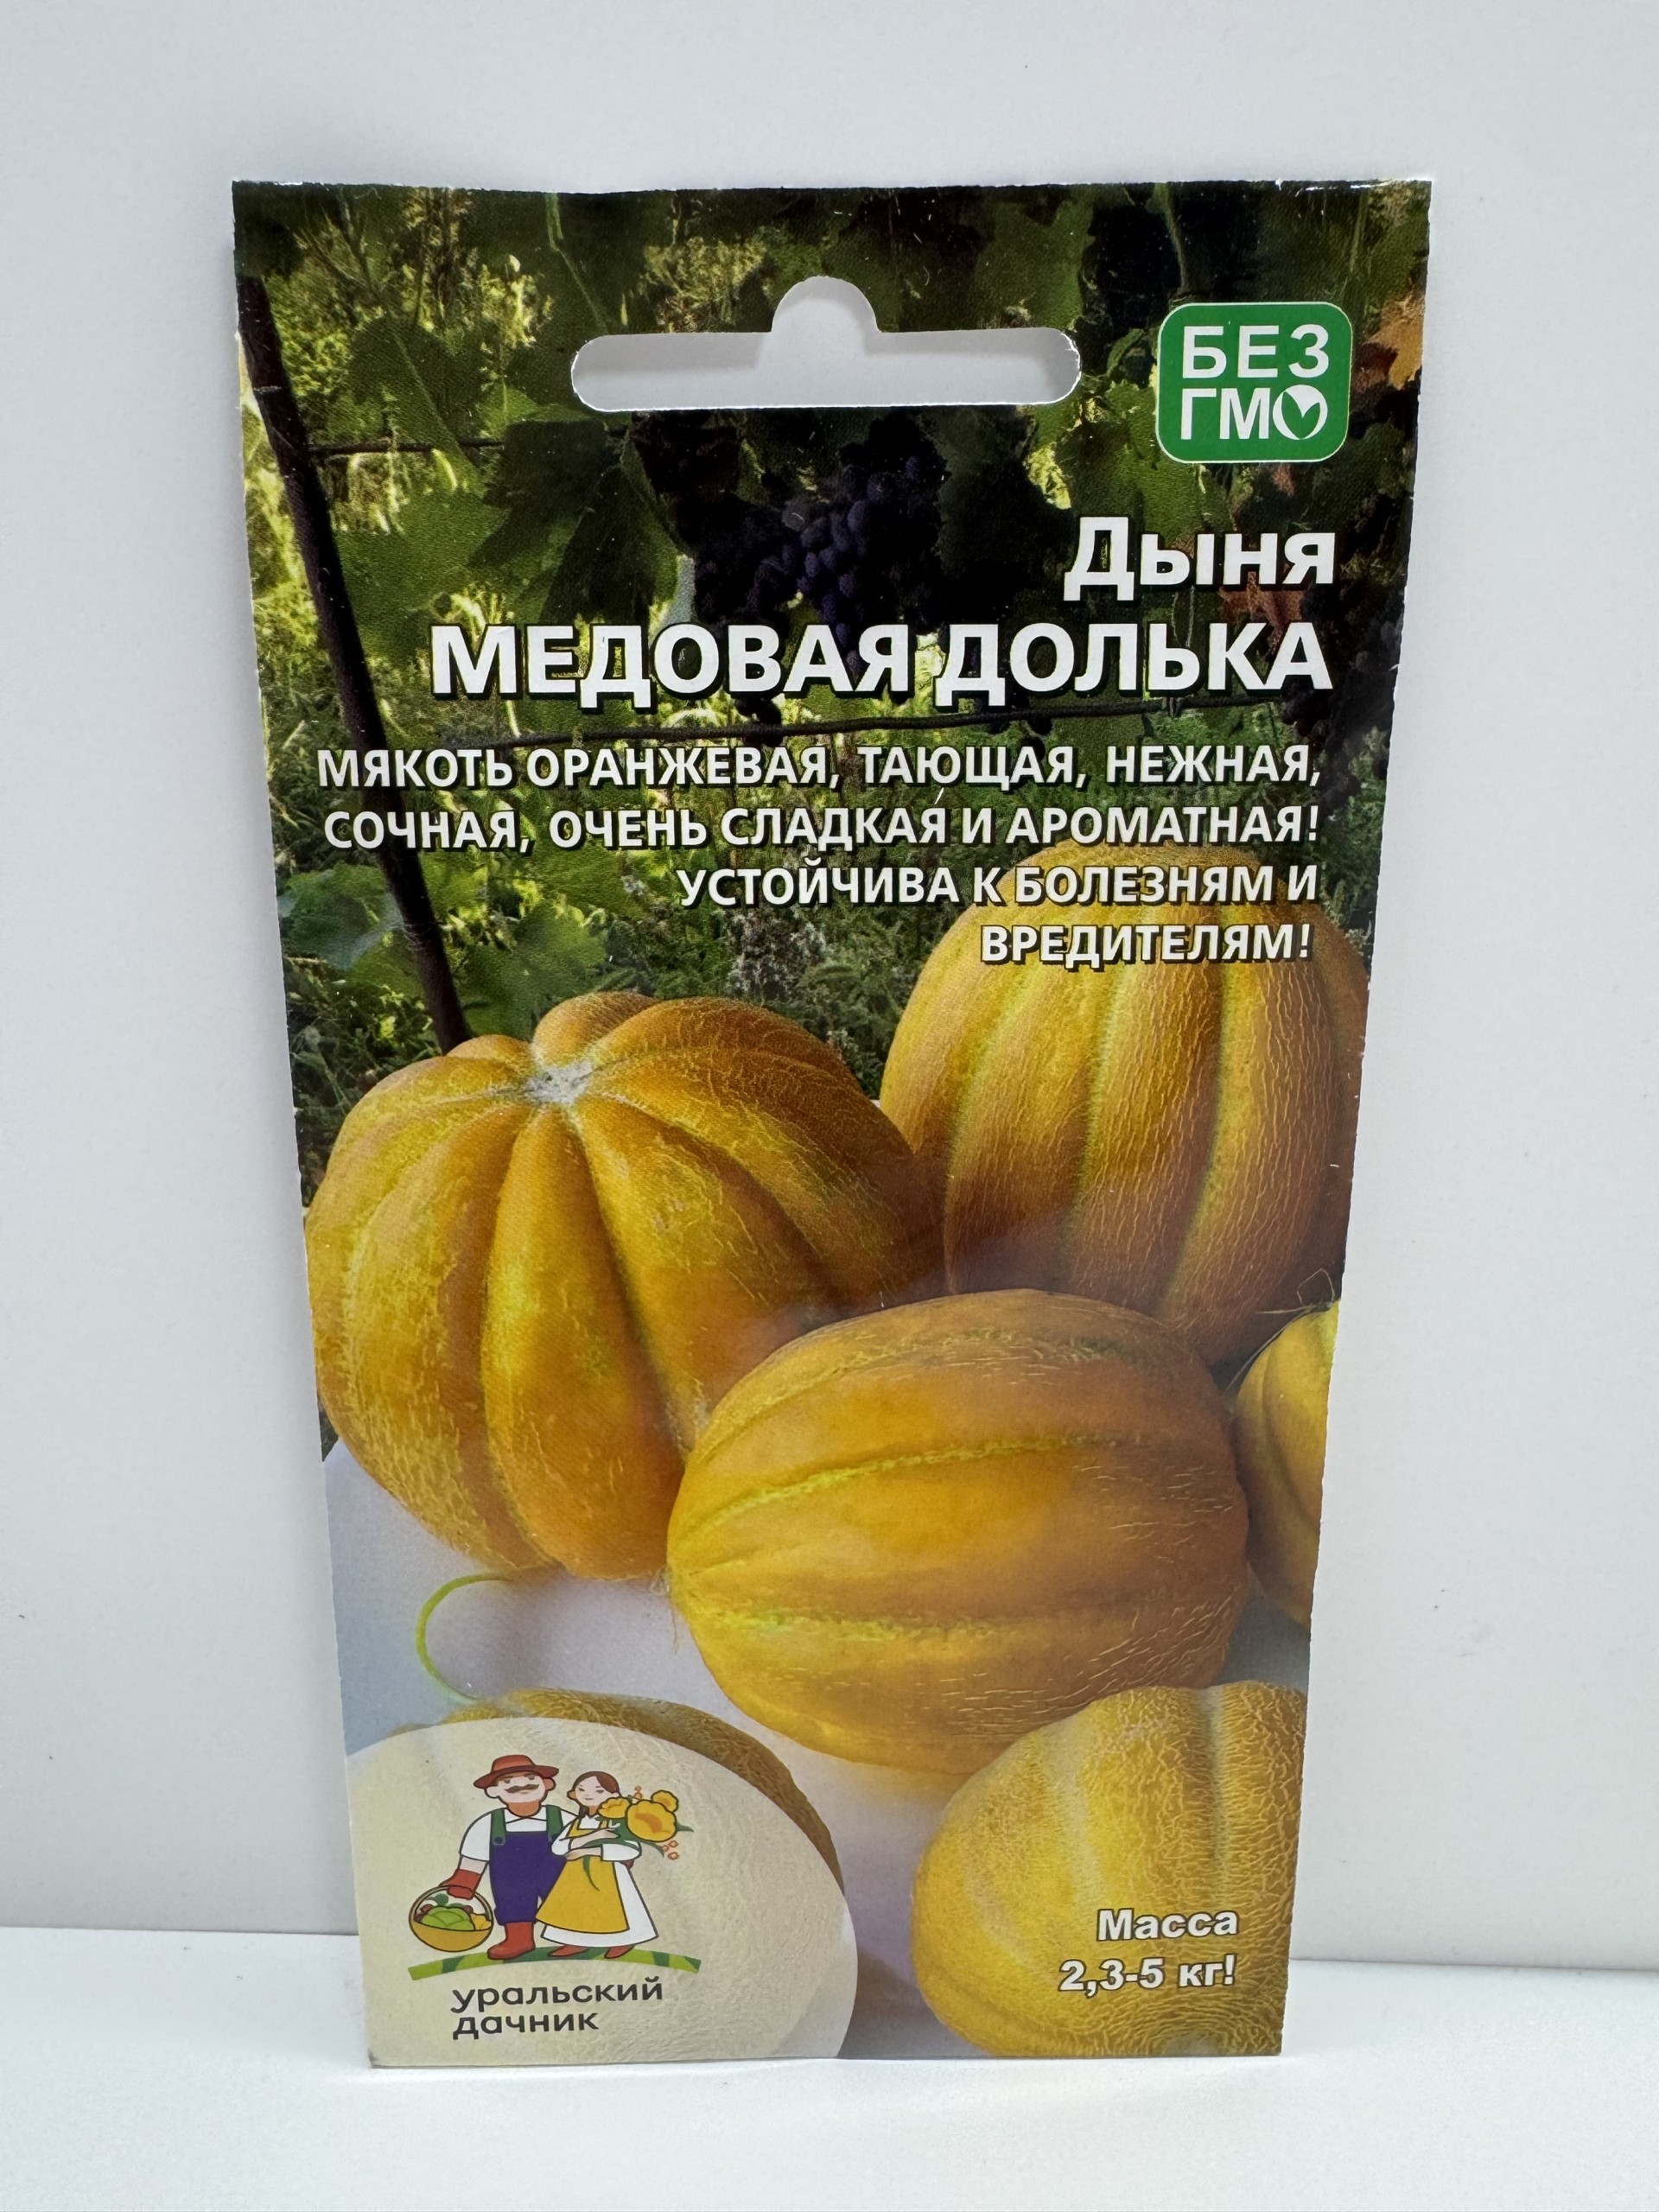 БЕЗ
ГМО
Дыня
МЕДОВАЯ ДОЛЬКА
МЯКОТЬ ОРАНЖЕВАЯ, ТАЮЩАЯ, НЕЖНАЯ,
СОЧНАЯ, ОЧЕНЬ СЛАДКАЯ И АРОМАТНАЯ!
УСТОЙЧИВА К БОЛЕЗНЯМ И
ВРЕДИТЕЛЯМ!
Масса
2,3-5 кг!
уральский
дачник